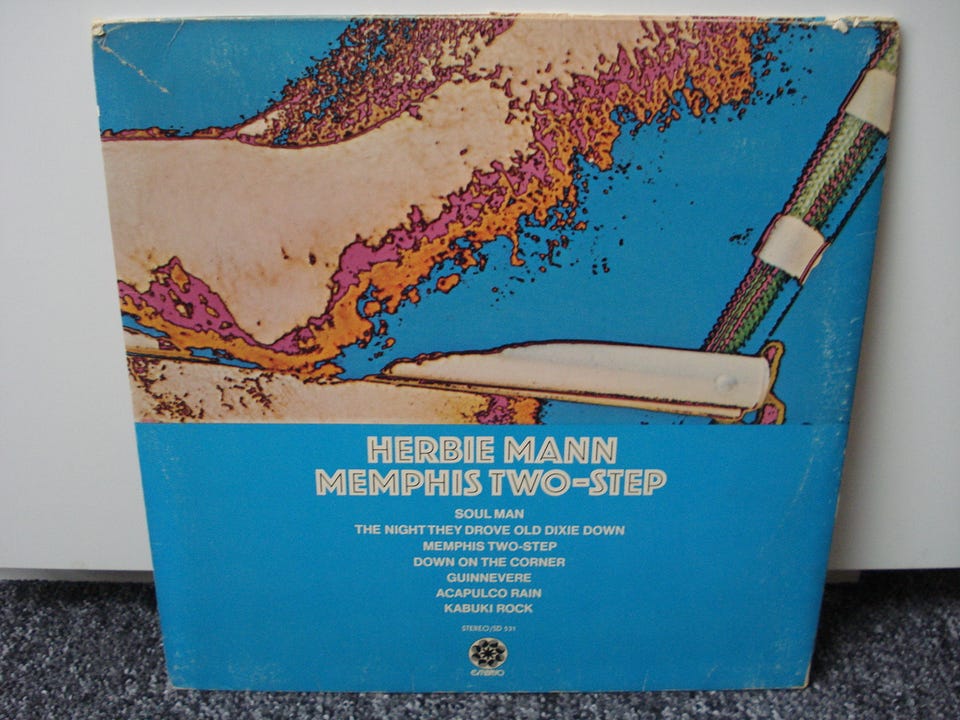 HERBIE MANN
MEMPHIS TWO-STEP
SOUL MAN
THE NIGHT THEY DROVE OLD DIXIE DOWN
MEMPHIS TWO-STEP
DOWN ON THE CORNER
GUINNEVERE
ACAPULCO RAIN
KABUKI ROCK
STEREO/SD 531
EMBRYO